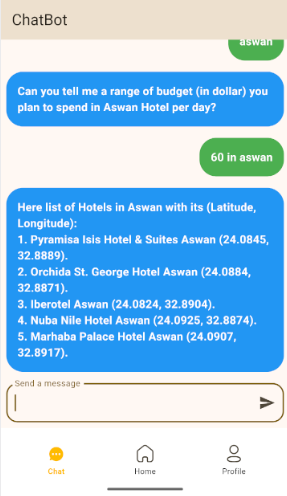 ChatBot
aswan
Can you tell me a range of budget (in dollar) you
plan to spend in Aswan Hotel per day?
60 in aswan
Here list of Hotels in Aswan with its (Latitude,
Longitude):
1. Pyramisa Isis Hotel & Suites Aswan (24.0845,
32.8889).
2. Orchida St. George Hotel Aswan (24.0884,
32.8871).
3. Iberotel Aswan (24.0824, 32.8904).
4. Nuba Nile Hotel Aswan (24.0925, 32.8874).
5. Marhaba Palace Hotel Aswan (24.0907,
32.8917).
Send a message
Chat
Home
Profile